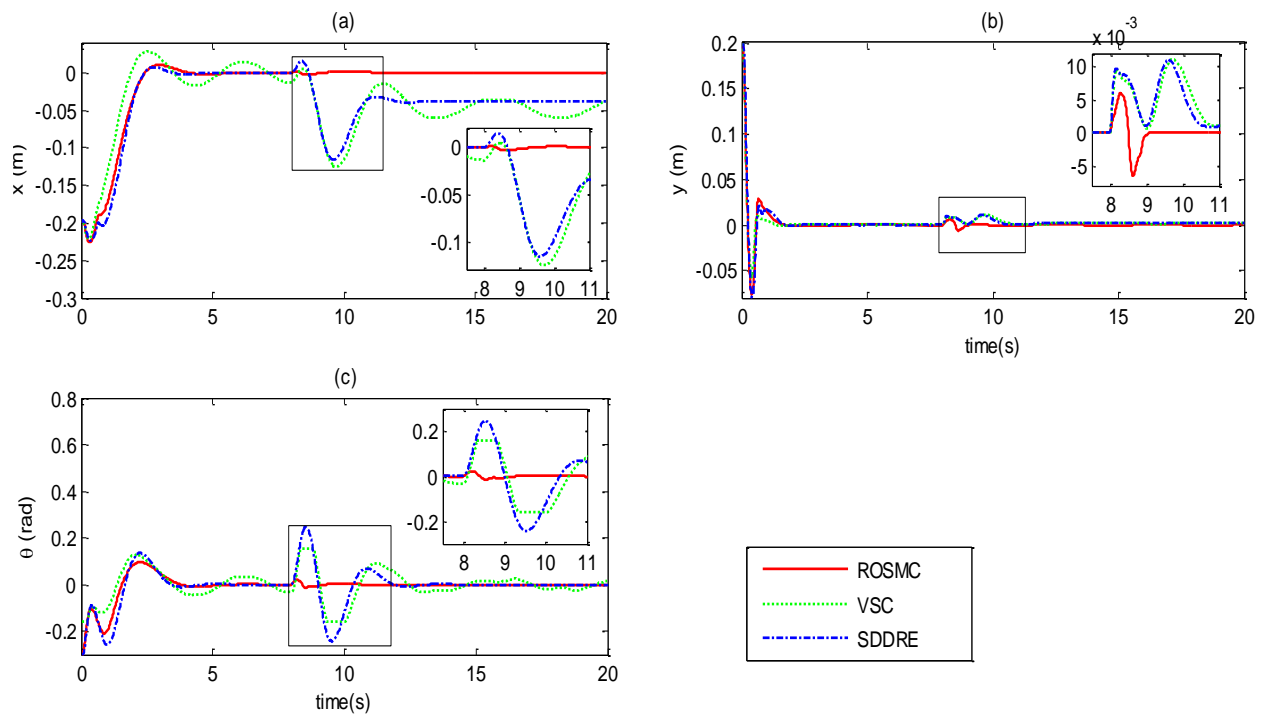 (a)
x (m)
0
-0.05
-0.1
-0.15
-0.2
-0.25
-0.3
0 5 10 15 20
0
-0.05
-0.1
8 9 10 11
(b)
y (m)
0.2
0.15
0.1
0.05
0
-0.05
0 5 10 15 20
time(s)
x 10^-3
10
5
0
-5
8 9 10 11
(c)
θ (rad)
0.8
0.6
0.4
0.2
0
-0.2
0 5 10 15 20
time(s)
0.2
0
-0.2
8 9 10 11
ROSMC
VSC
SDDRE